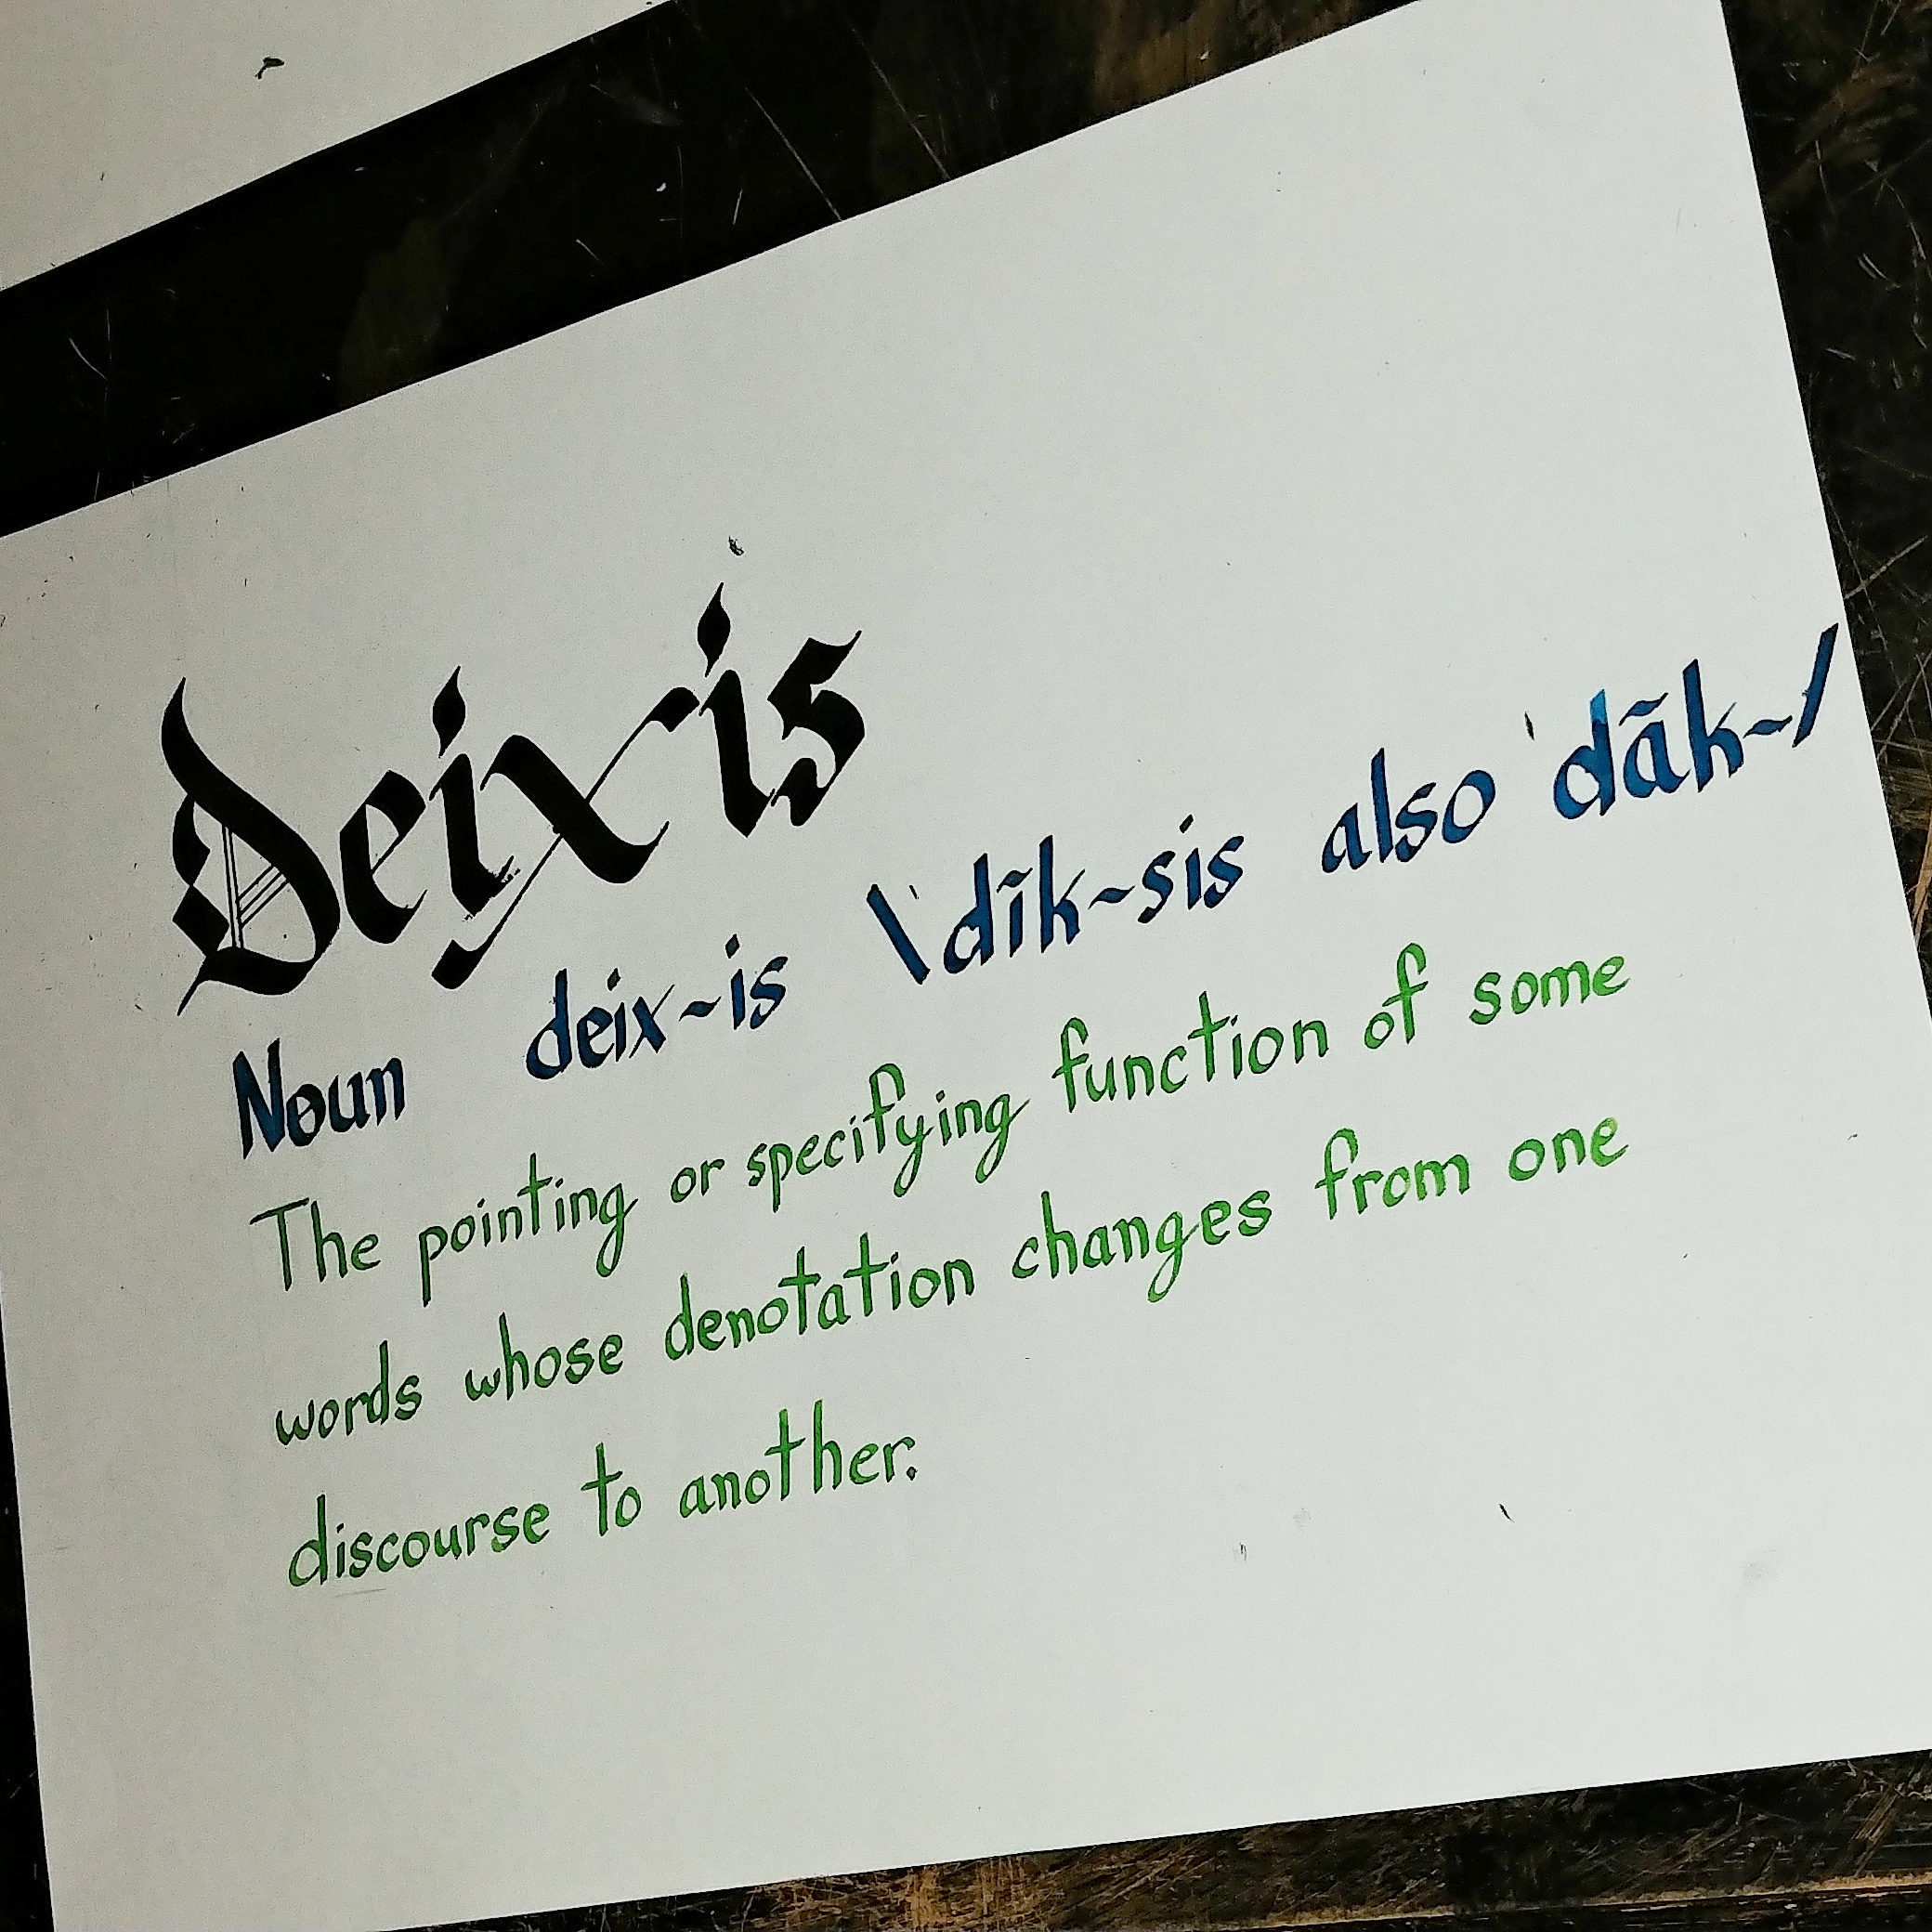 Deixis
Noun deix~is \ˈdīk~sis also ˈdāk~/
The pointing or specifying function of some
words whose denotation changes from one
discourse to another.